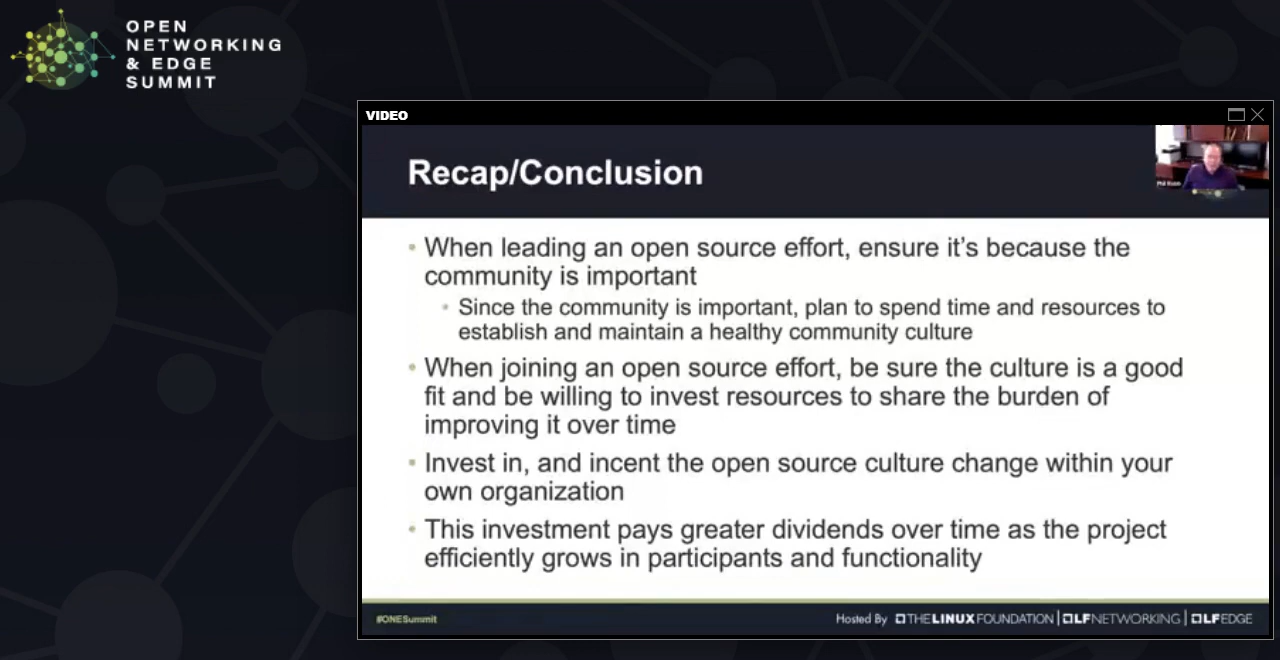 OPEN
NETWORKING
& EDGE
SUMMIT
VIDEO
Recap/Conclusion
• When leading an open source effort, ensure it's because the
community is important
• Since the community is important, plan to spend time and resources to
establish and maintain a healthy community culture
• When joining an open source effort, be sure the culture is a good
fit and be willing to invest resources to share the burden of
improving it over time
• Invest in, and incent the open source culture change within your
own organization
• This investment pays greater dividends over time as the project
efficiently grows in participants and functionality
#ONESummit
Hosted By THE LINUX FOUNDATION | LF NETWORKING | LF EDGE